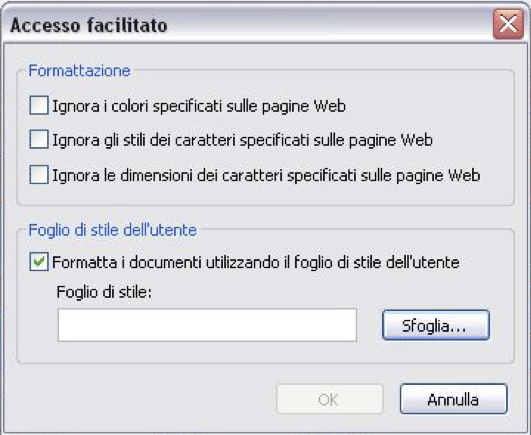 Accesso facilitato
Formattazione
Ignora i colori specificati sulle pagine Web
Ignora gli stili dei caratteri specificati sulle pagine Web
Ignora le dimensioni dei caratteri specificati sulle pagine Web
Foglio di stile dell'utente
Formatta i documenti utilizzando il foglio di stile dell'utente
Foglio di stile:
Sfoglia...
OK
Annulla